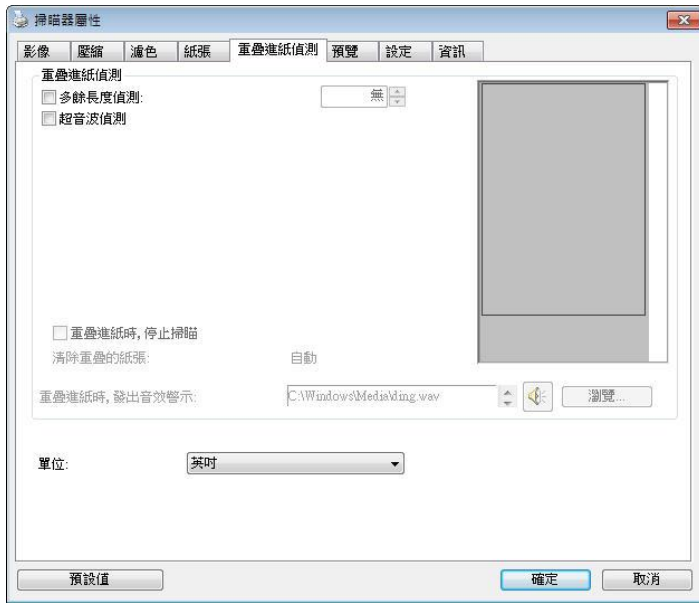 掃瞄器屬性
影像 壓縮 濾色 紙張 重疊進紙偵測 預覽 設定 資訊
重疊進紙偵測
多餘長度偵測: 無
超音波偵測
重疊進紙時, 停止掃瞄
清除重疊的紙張: 自動
重疊進紙時, 發出音效警示: C:\Windows\Media\ding.wav 瀏覽...
單位: 英吋
預設值 確定 取消